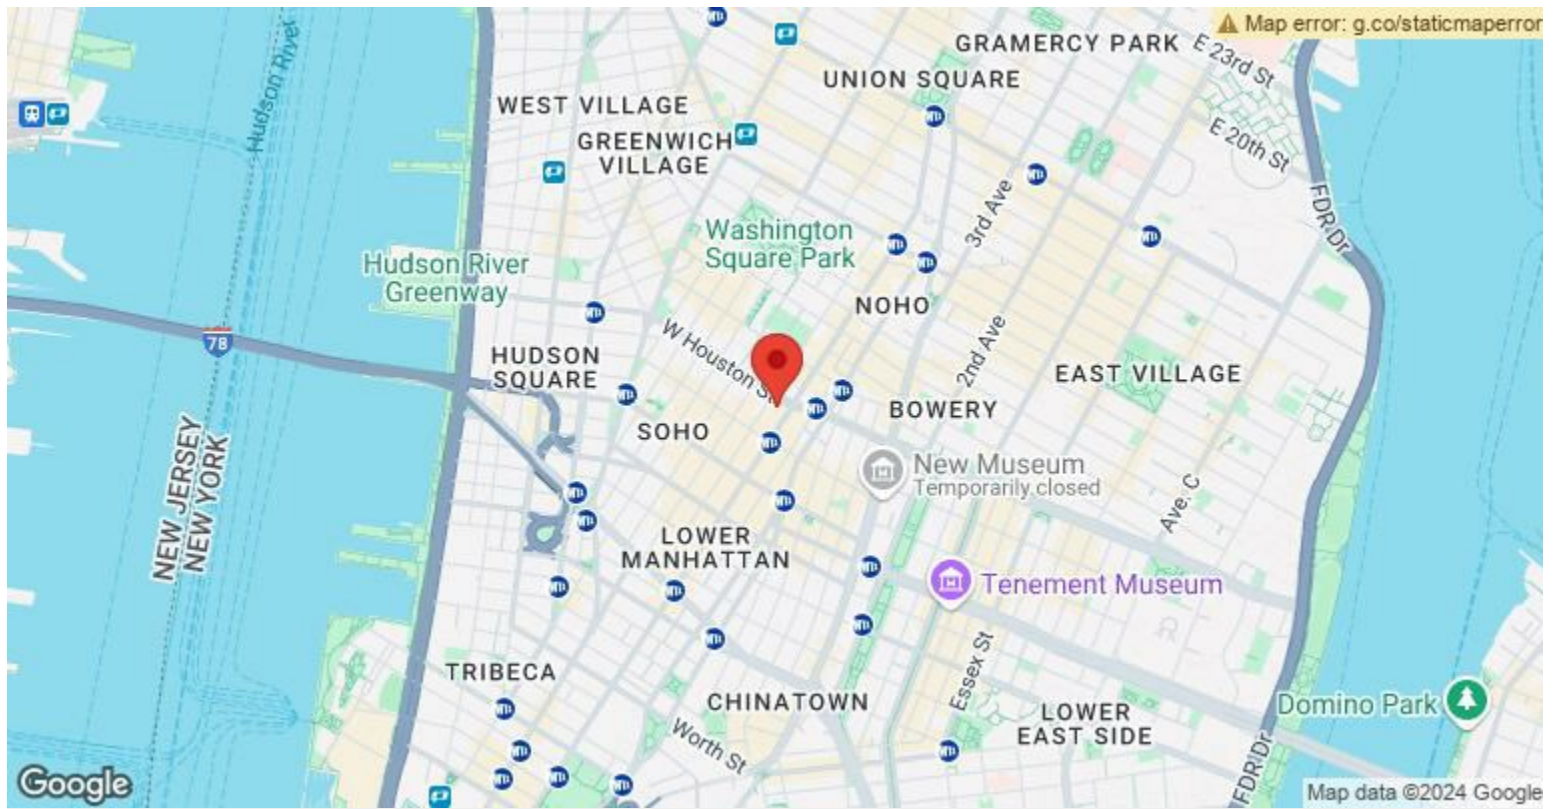 Map error: g.co/staticmaperror
GRAMERCY PARK
E 23rd St
UNION SQUARE
WEST VILLAGE
Hudson River
GREENWICH
VILLAGE
E 20th St
3rd Ave
FDR Dr
Washington
Square Park
Hudson River
Greenway
NOHO
78
W Houston St
HUDSON
SQUARE
2nd Ave
EAST VILLAGE
BOWERY
SOHO
New Museum
Temporarily closed
NEW JERSEY
NEW YORK
Ave. C
LOWER
MANHATTAN
Tenement Museum
Essex St
TRIBECA
CHINATOWN
Domino Park
LOWER
EAST SIDE
Worth St
FDR Dr
Google
Map data ©2024 Google